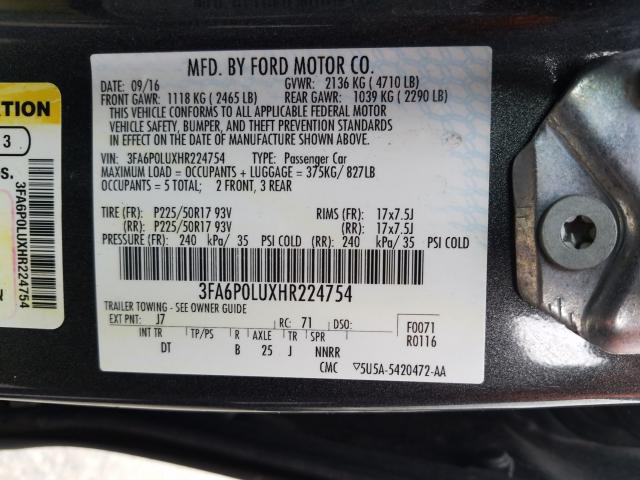 MFD. BY FORD MOTOR CO.
DATE: 09/16 GVWR: 2136 KG ( 4710 LB)
FRONT GAWR: 1118 KG ( 2465 LB) REAR GAWR: 1039 KG ( 2290 LB)
THIS VEHICLE CONFORMS TO ALL APPLICABLE FEDERAL MOTOR
VEHICLE SAFETY, BUMPER, AND THEFT PREVENTION STANDARDS
IN EFFECT ON THE DATE OF MANUFACTURE SHOWN ABOVE.
VIN: 3FA6P0LUXHR224754 TYPE: Passenger Car
MAXIMUM LOAD = OCCUPANTS + LUGGAGE = 375KG/ 827LB
OCCUPANTS = 5 TOTAL; 2 FRONT, 3 REAR
TIRE (FR): P225/50R17 93V RIMS (FR): 17x7.5J
(RR): P225/50R17 93V (RR): 17x7.5J
PRESSURE (FR): 240 kPa/ 35 PSI COLD (RR): 240 kPa/ 35 PSI COLD
3FA6P0LUXHR224754
TRAILER TOWING - SEE OWNER GUIDE
EXT PNT: J7 RC: 71 DSO: F0071
INT TR TP/PS R AXLE TR SPR R0116
DT B 25 J NNRR
CMC ▽5U5A-5420472-AA
ATION
3
S.
3FA6P0LUXHR224754
N